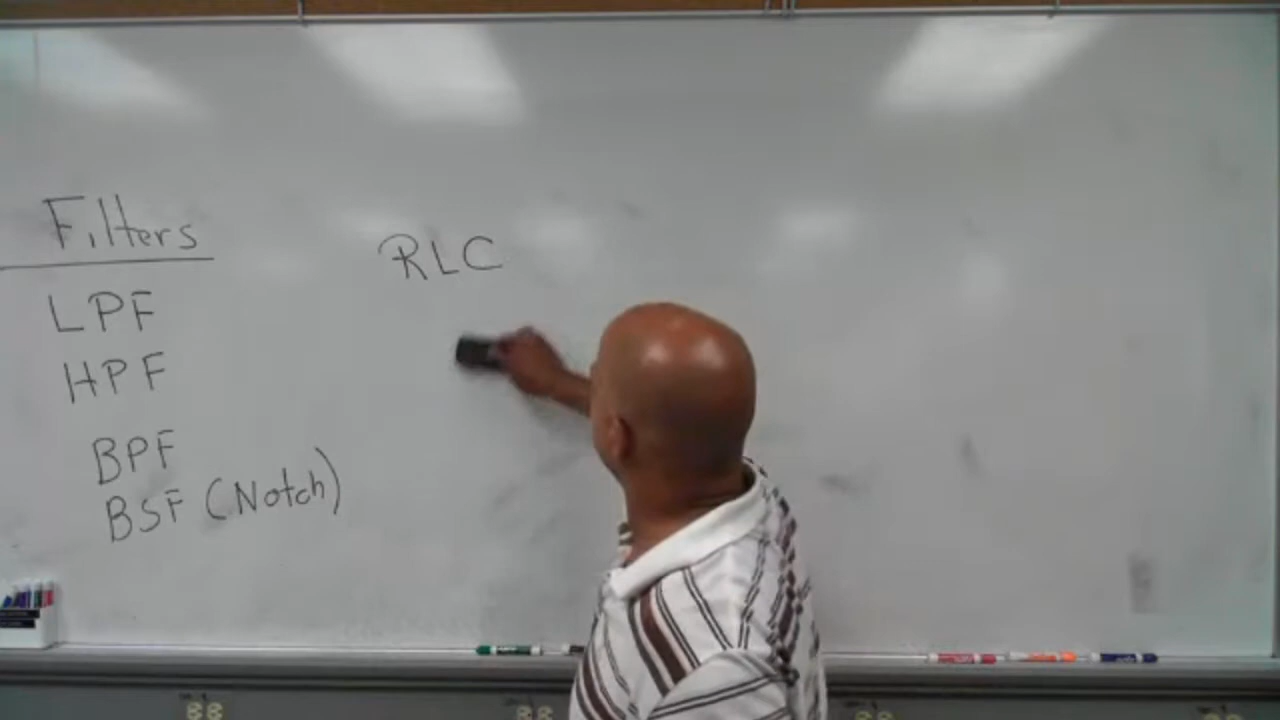 Filters
RLC
LPF
HPF
BPF
BSF (Notch)